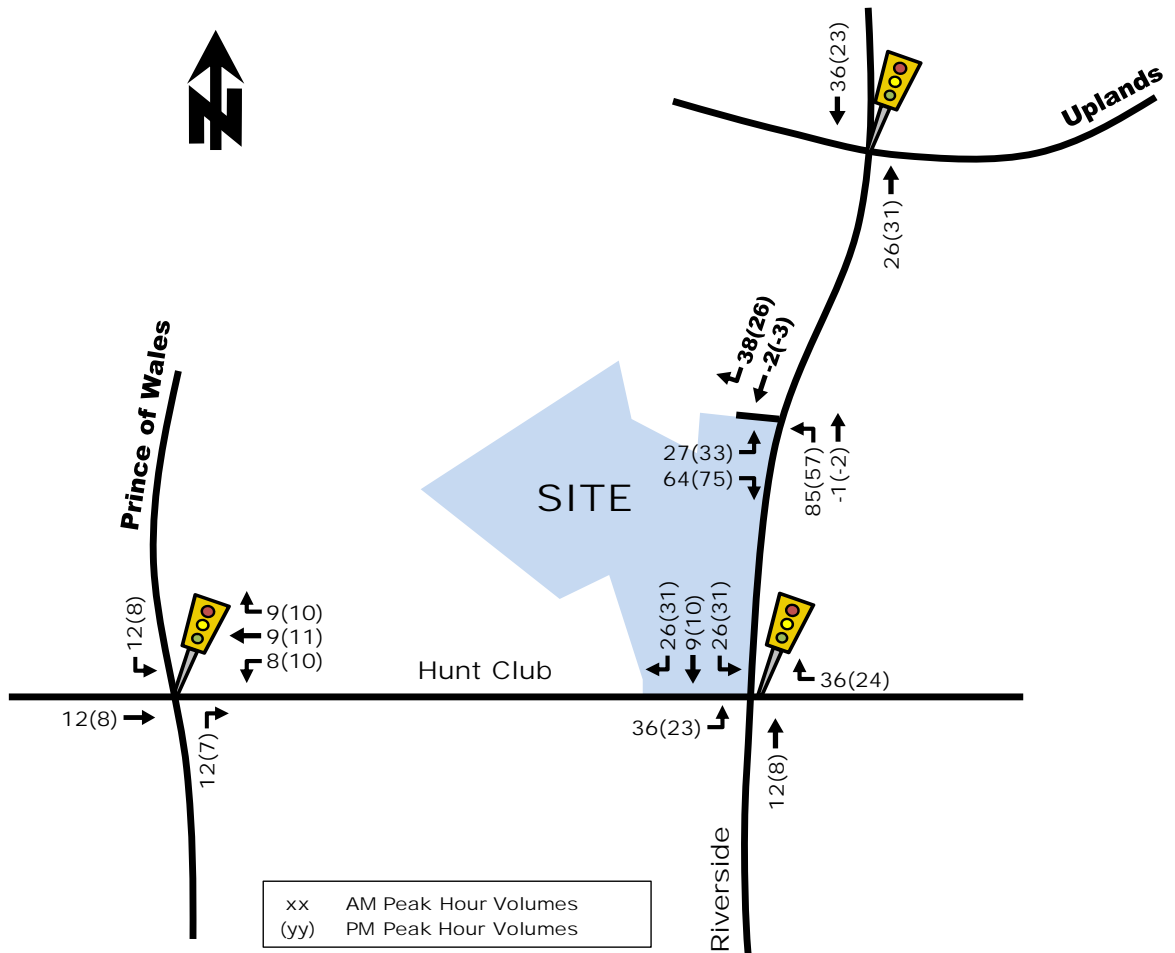 N
36(23)
Uplands
26(31)
38(26)
-2(-3)
Prince of Wales
27(33)
64(75)
85(57)
-1(-2)
SITE
12(8)
9(10)
9(11)
8(10)
Hunt Club
26(31)
9(10)
26(31)
36(24)
12(8)
12(7)
36(23)
12(8)
Riverside
xx AM Peak Hour Volumes
(yy) PM Peak Hour Volumes